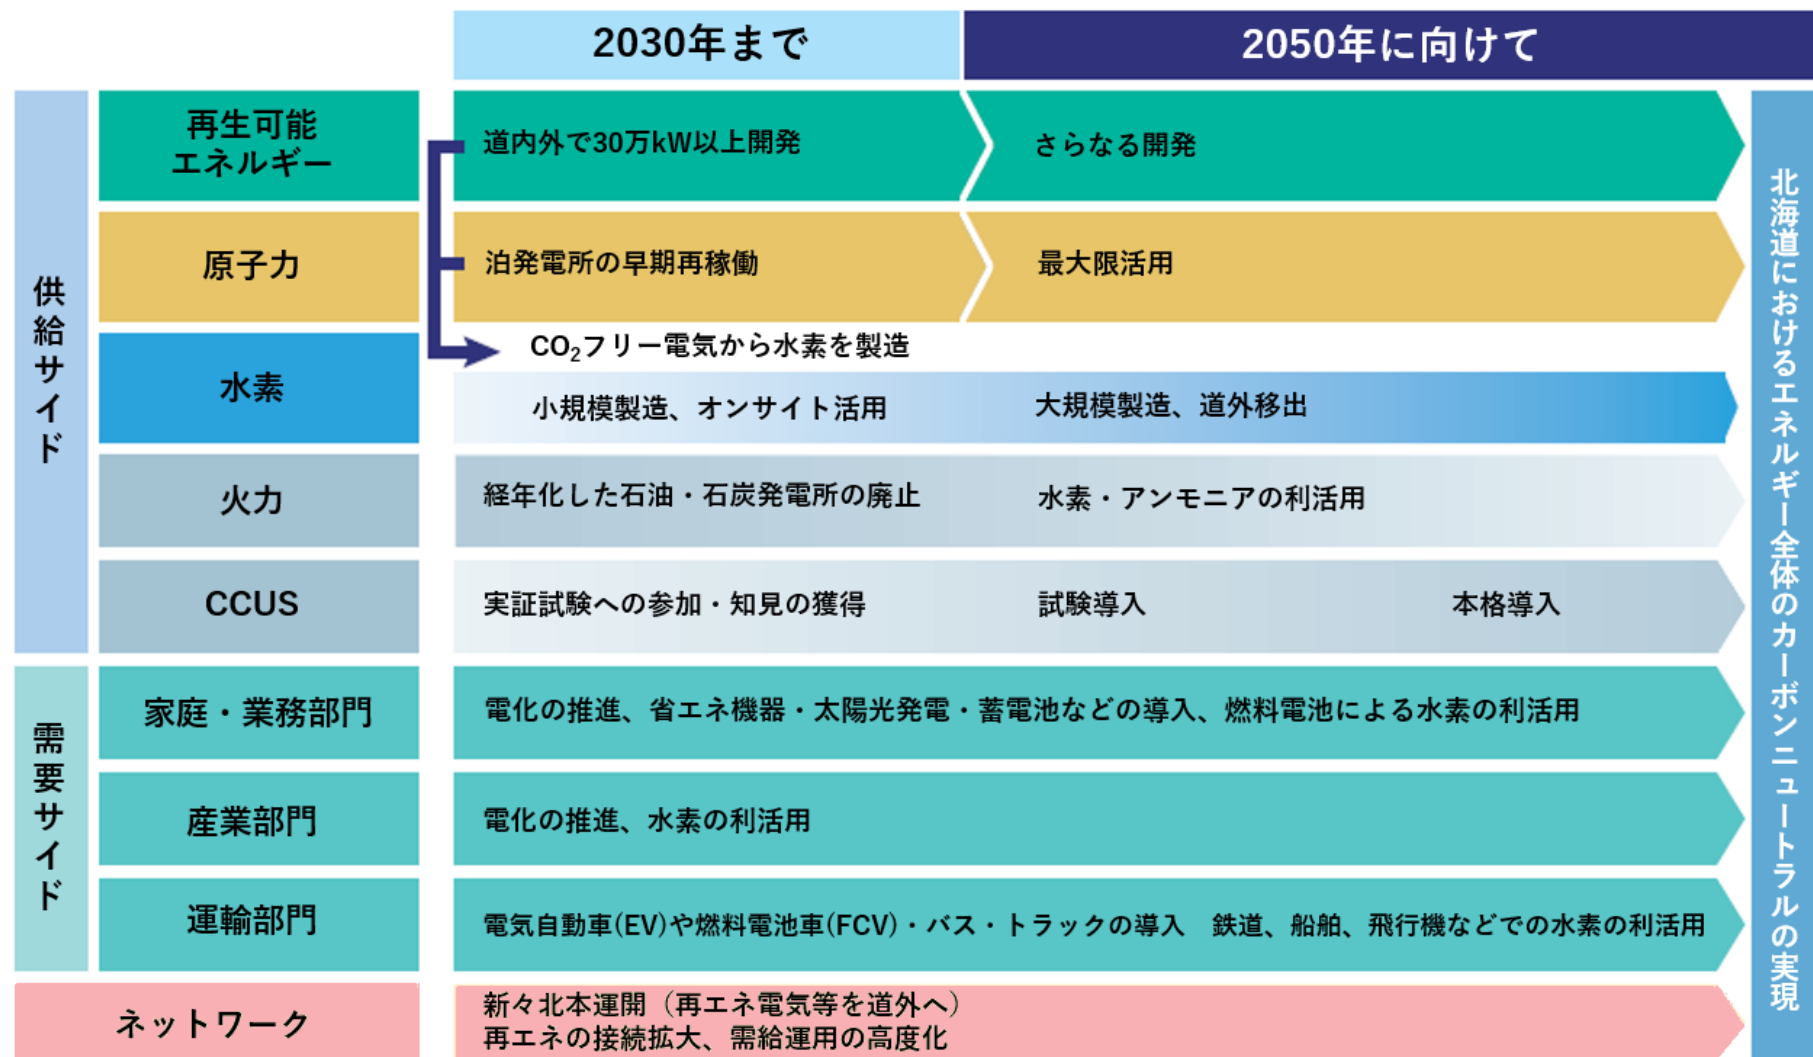 2030年まで
2050年に向けて
供給サイド
再生可能
エネルギー
道内外で30万kW以上開発
さらなる開発
原子力
泊発電所の早期再稼働
最大限活用
水素
CO₂フリー電気から水素を製造
小規模製造、オンサイト活用
大規模製造、道外移出
火力
経年化した石油・石炭発電所の廃止
水素・アンモニアの利活用
CCUS
実証試験への参加・知見の獲得
試験導入
本格導入
需要サイド
家庭・業務部門
電化の推進、省エネ機器・太陽光発電・蓄電池などの導入、燃料電池による水素の利活用
産業部門
電化の推進、水素の利活用
運輸部門
電気自動車(EV)や燃料電池車(FCV)・バス・トラックの導入　鉄道、船舶、飛行機などでの水素の利活用
ネットワーク
新々北本運開（再エネ電気等を道外へ）
再エネの接続拡大、需給運用の高度化
北海道におけるエネルギー全体のカーボンニュートラルの実現